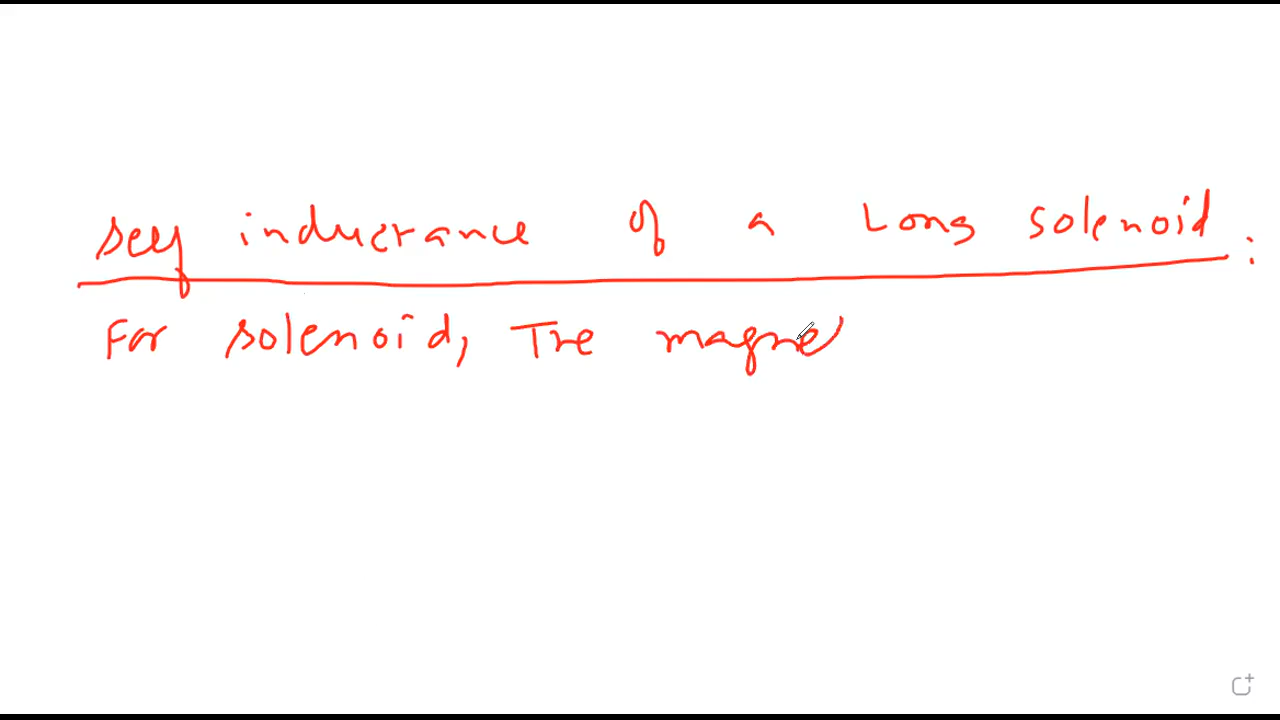 Self inductance of a Long solenoid :
For solenoid, The magne